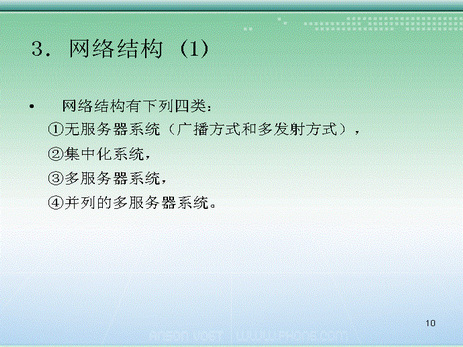 3. 网络结构 (1)
• 网络结构有下列四类:
①无服务器系统（广播方式和多发射方式），
②集中化系统，
③多服务器系统，
④并列的多服务器系统。
10